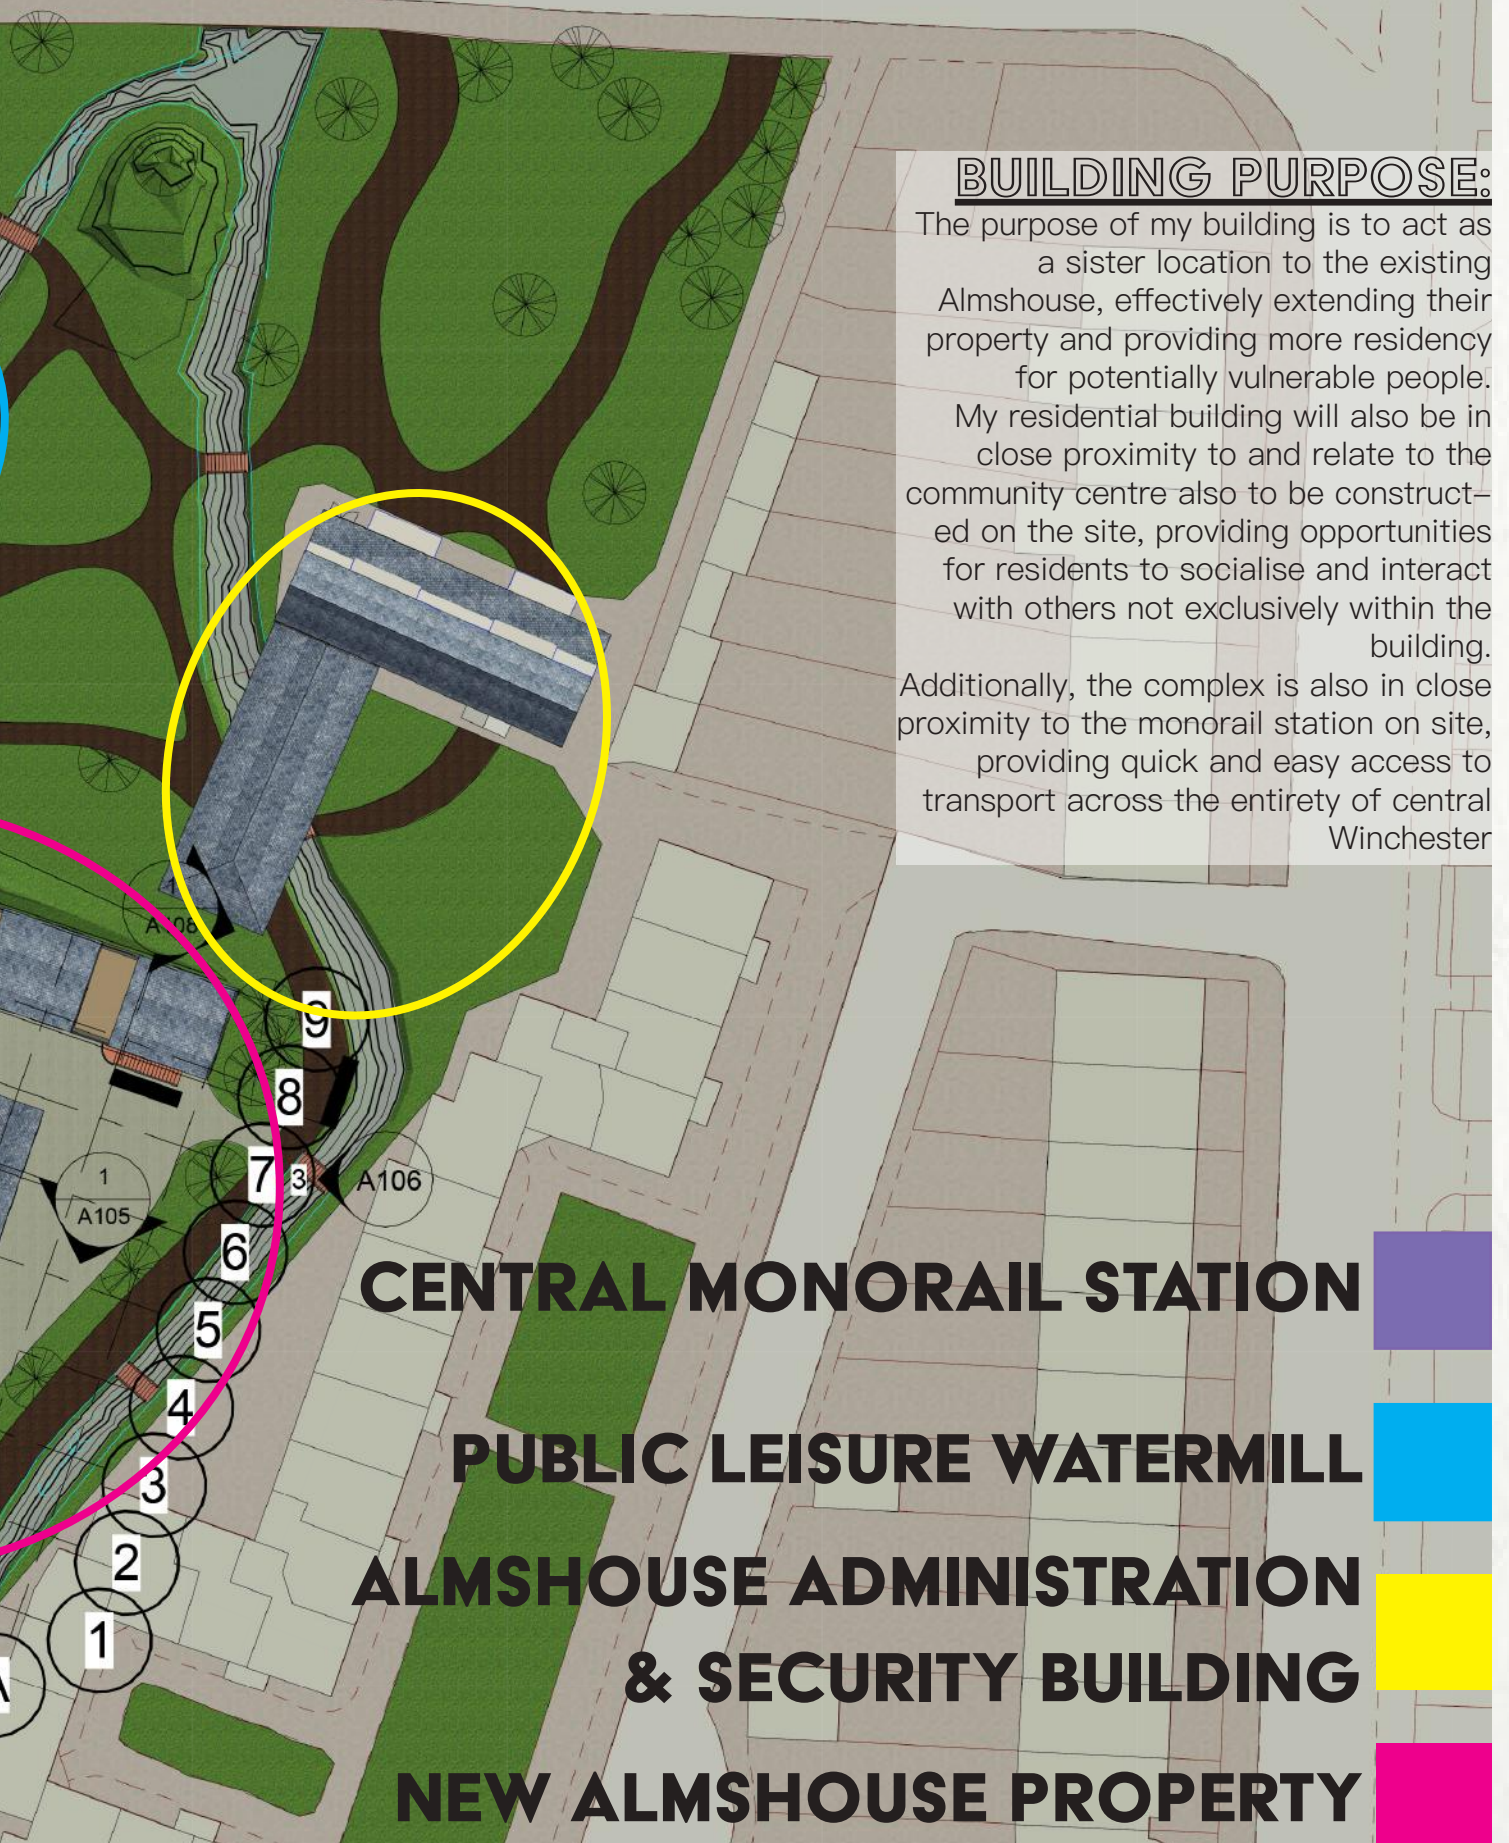 BUILDING PURPOSE:
The purpose of my building is to act as
a sister location to the existing
Almshouse, effectively extending their
property and providing more residency
for potentially vulnerable people.
My residential building will also be in
close proximity to and relate to the
community centre also to be construct-
ed on the site, providing opportunities
for residents to socialise and interact
with others not exclusively within the
building.
Additionally, the complex is also in close
proximity to the monorail station on site,
providing quick and easy access to
transport across the entirety of central
Winchester
1
A108
9
8
7
3
A106
1
A105
6
5
4
3
2
1
A
CENTRAL MONORAIL STATION
PUBLIC LEISURE WATERMILL
ALMSHOUSE ADMINISTRATION
& SECURITY BUILDING
NEW ALMSHOUSE PROPERTY